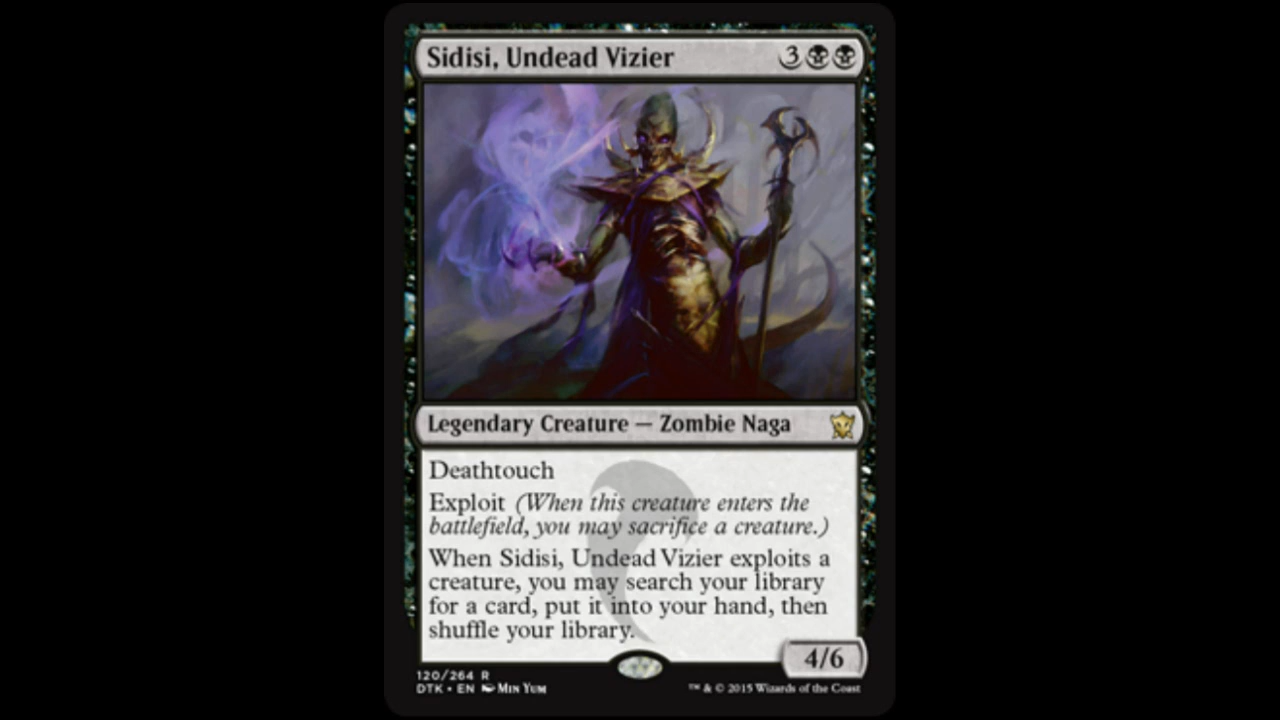 Sidisi, Undead Vizier 3
Legendary Creature — Zombie Naga
Deathtouch
Exploit (When this creature enters the
battlefield, you may sacrifice a creature.)
When Sidisi, Undead Vizier exploits a
creature, you may search your library
for a card, put it into your hand, then
shuffle your library.
4/6
120/264 R
DTK • EN Min Yum
™ & © 2015 Wizards of the Coast